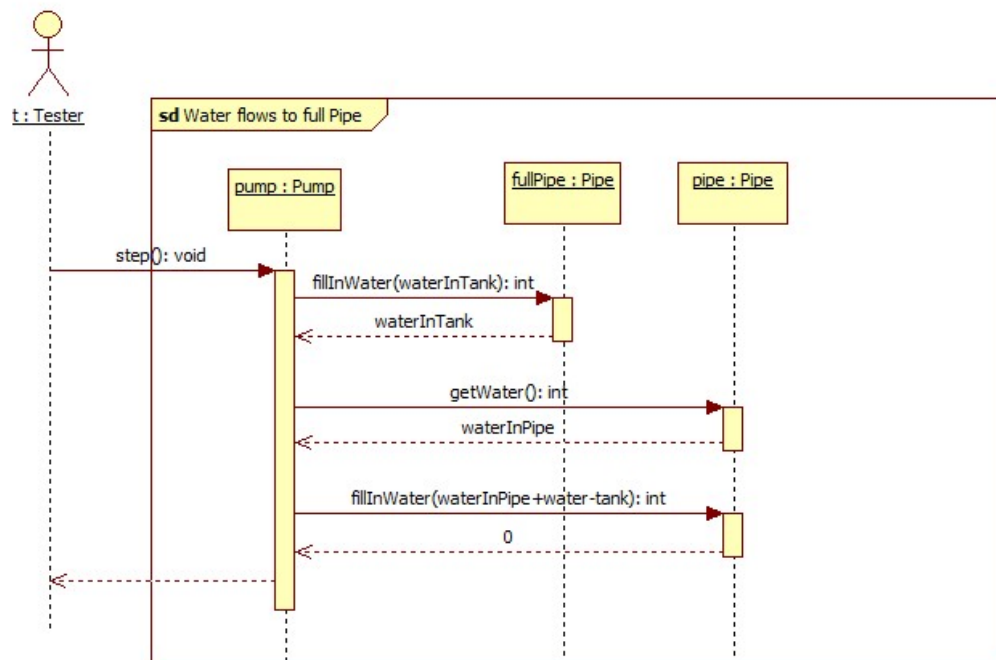 t : Tester
sd Water flows to full Pipe
pump : Pump
fullPipe : Pipe
pipe : Pipe
step(): void
fillInWater(waterInTank): int
waterInTank
getWater(): int
waterInPipe
fillInWater(waterInPipe+water-tank): int
0